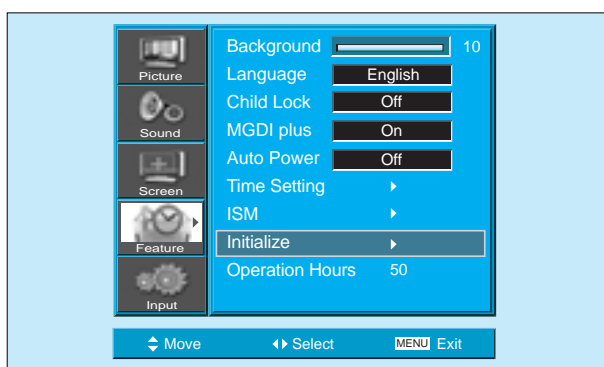 Picture
Sound
Screen
Feature
Input
Background 10
Language English
Child Lock Off
MGDI plus On
Auto Power Off
Time Setting
ISM
Initialize
Operation Hours 50
Move Select MENU Exit